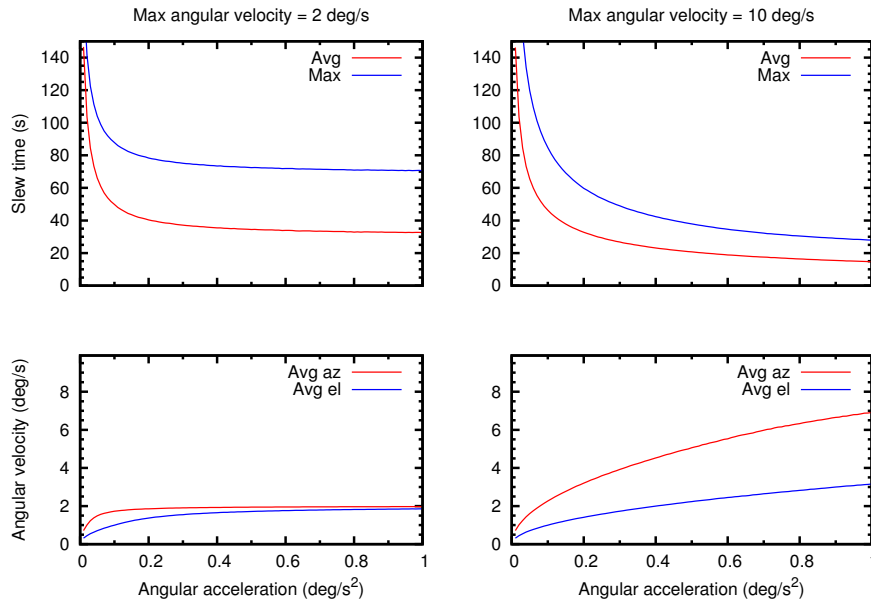 Max angular velocity = 2 deg/s
Max angular velocity = 10 deg/s
Slew time (s)
140
120
100
80
60
40
20
0
Avg
Max
140
120
100
80
60
40
20
0
Avg
Max
Angular velocity (deg/s)
8
6
4
2
0
Avg az
Avg el
0 0.2 0.4 0.6 0.8 1
Angular acceleration (deg/s²)
8
6
4
2
0
Avg az
Avg el
0 0.2 0.4 0.6 0.8 1
Angular acceleration (deg/s²)